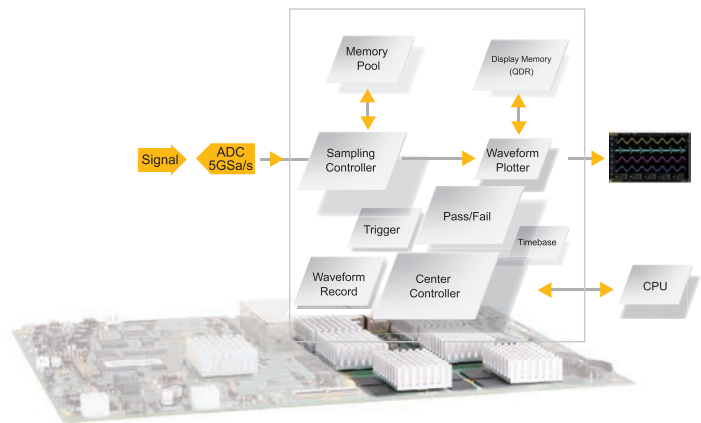 Memory
Pool
Display Memory
(QDR)
Signal
ADC
5GSa/s
Sampling
Controller
Waveform
Plotter
Trigger
Pass/Fail
Timebase
Waveform
Record
Center
Controller
CPU